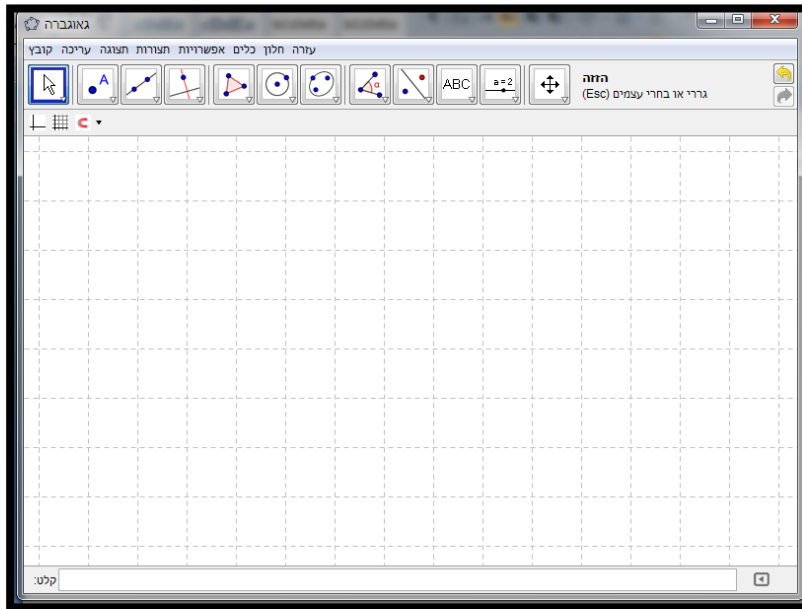 גאוגברה
קובץ עריכה תצוגה תצורות אפשרויות כלים חלון עזרה
A
α
ABC
a=2
הזזה
גררי או בחרי עצמים (Esc)
קלט: